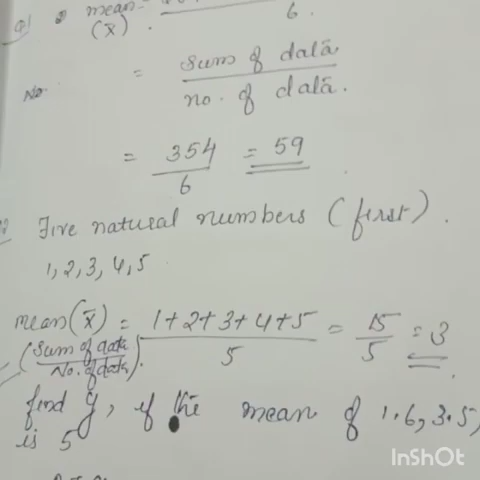 a) mean
(x̄)
6.
= Sum of data
no. of data.
No
= 354 = 59
6
Five natural numbers (first).
1, 2, 3, 4, 5
mean (x̄) = 1+2+3+4+5 = 15 = 3
5 5
(Sum of data
No. of data).
find y, if the mean of 1.6, 3.5,
is 5
InShOt